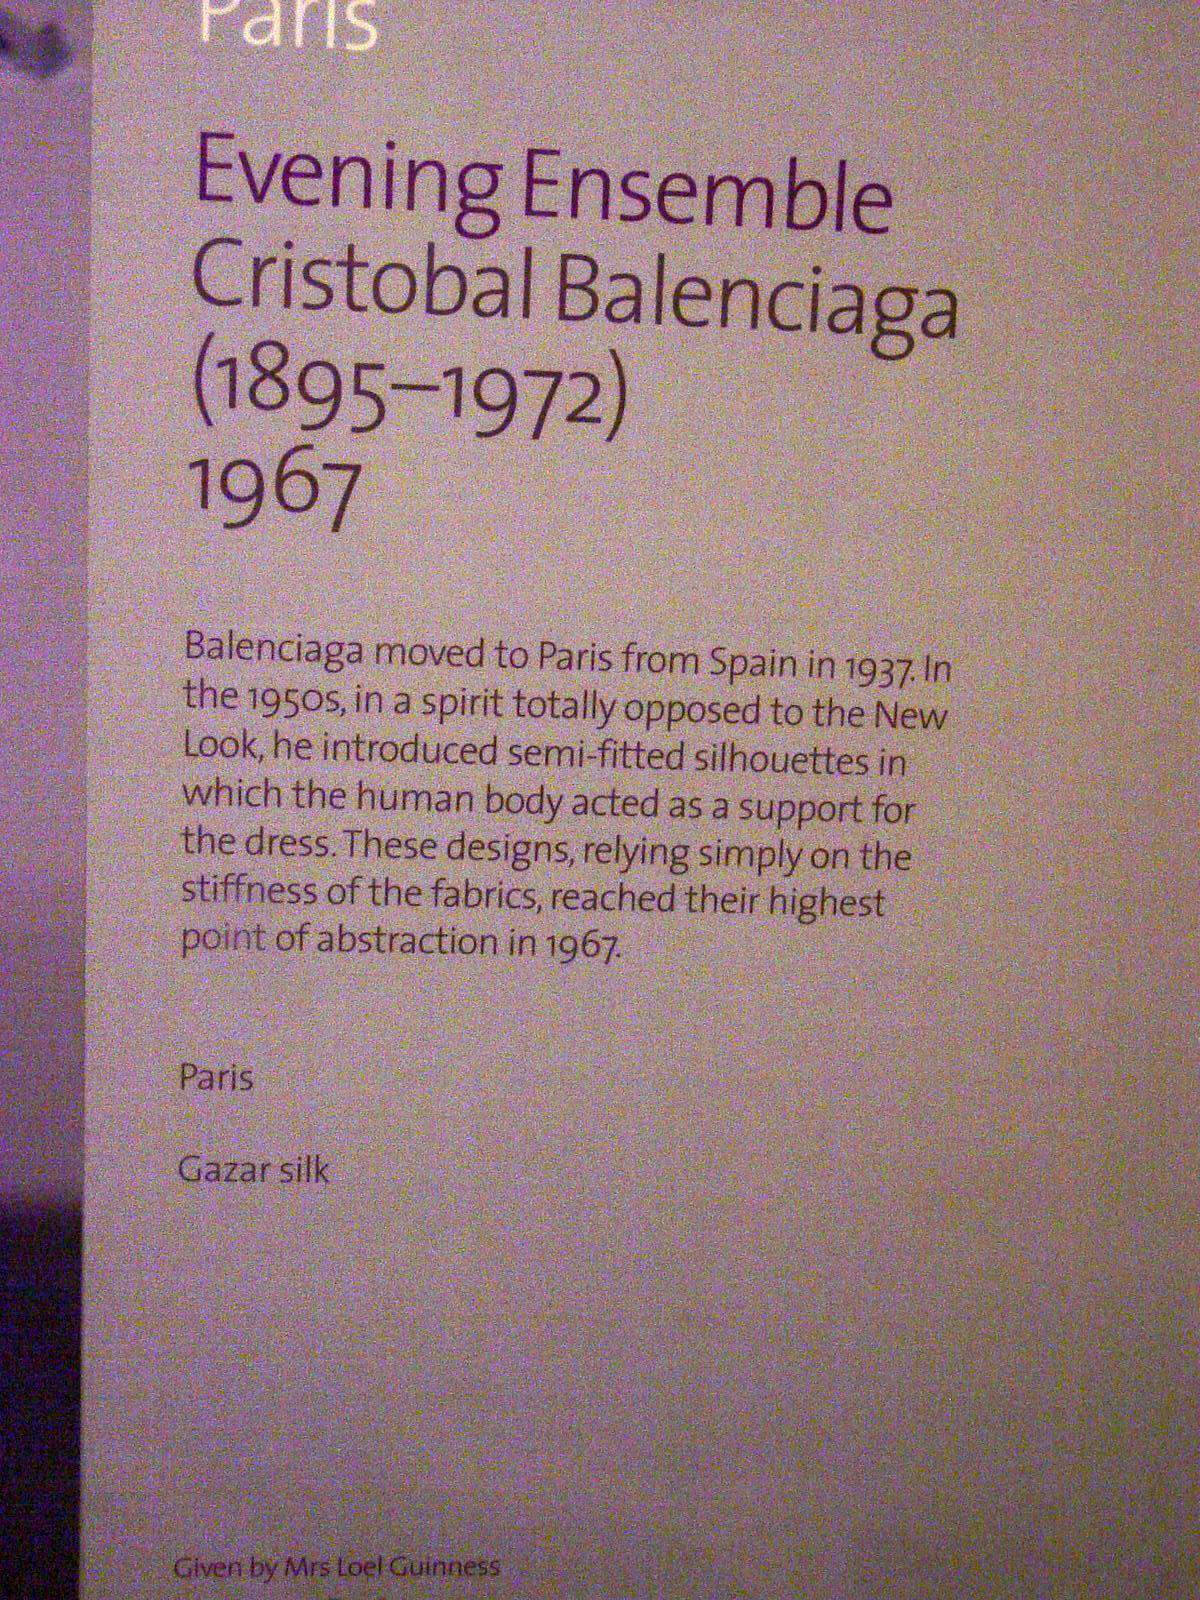 Paris
Evening Ensemble
Cristobal Balenciaga
(1895–1972)
1967
Balenciaga moved to Paris from Spain in 1937. In
the 1950s, in a spirit totally opposed to the New
Look, he introduced semi-fitted silhouettes in
which the human body acted as a support for
the dress. These designs, relying simply on the
stiffness of the fabrics, reached their highest
point of abstraction in 1967.
Paris
Gazar silk
Given by Mrs Loel Guinness